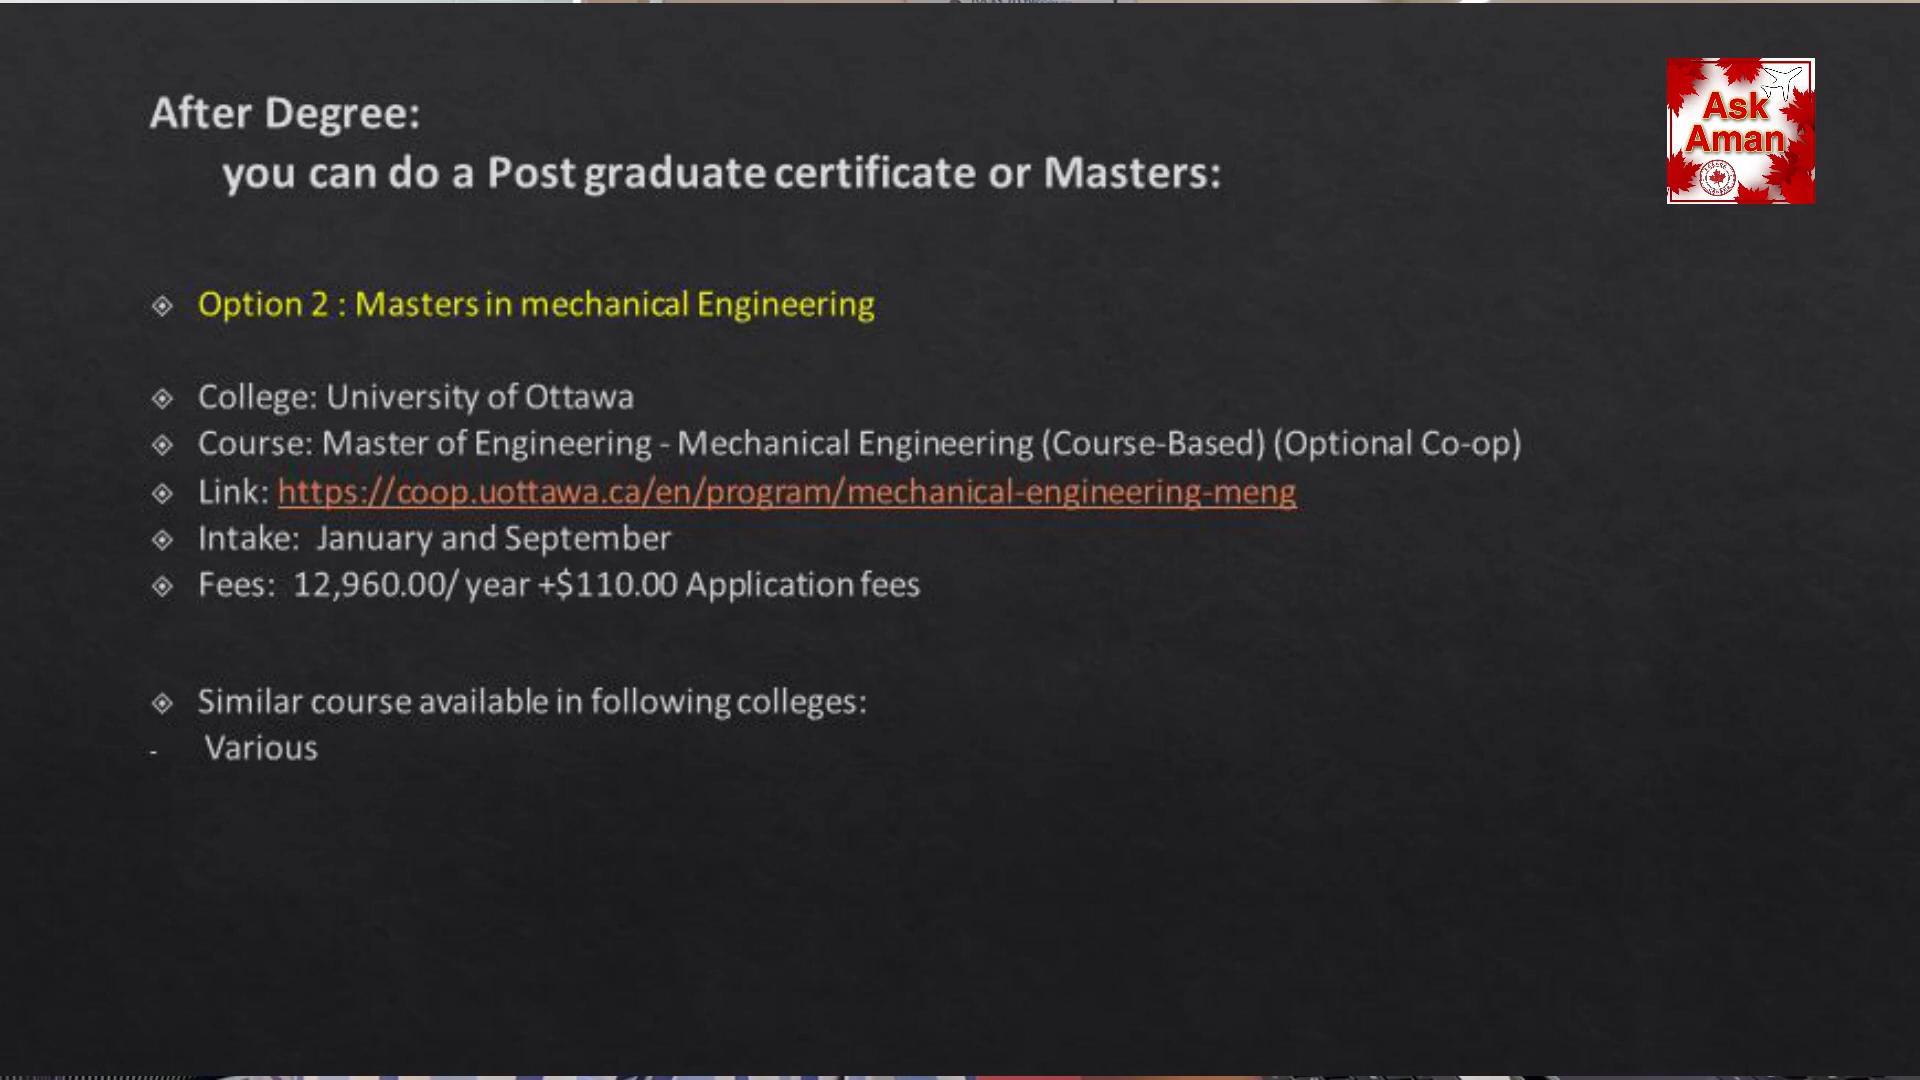 After Degree:
you can do a Post graduate certificate or Masters:
Ask
Aman
Option 2 : Masters in mechanical Engineering
College: University of Ottawa
Course: Master of Engineering - Mechanical Engineering (Course-Based) (Optional Co-op)
Link: https://coop.uottawa.ca/en/program/mechanical-engineering-meng
Intake: January and September
Fees: 12,960.00/ year +$110.00 Application fees
Similar course available in following colleges:
- Various